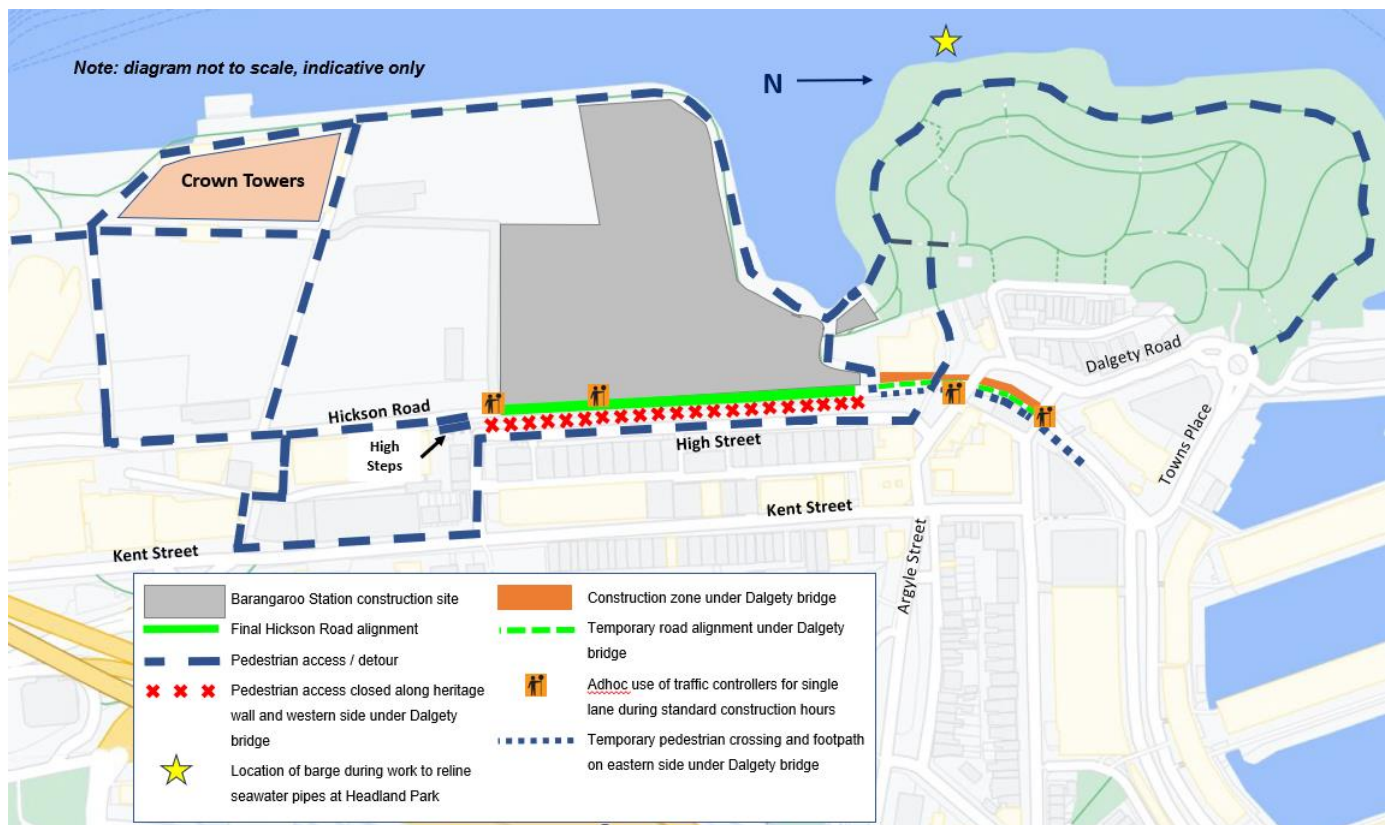 Note: diagram not to scale, indicative only
N
Crown Towers
Dalgety Road
Hickson Road
High
Steps
High Street
Towns Place
Kent Street
Kent Street
Argyle Street
Barangaroo Station construction site
Final Hickson Road alignment
Pedestrian access / detour
Pedestrian access closed along heritage
wall and western side under Dalgety
bridge
Location of barge during work to reline
seawater pipes at Headland Park
Construction zone under Dalgety bridge
Temporary road alignment under Dalgety
bridge
Adhoc use of traffic controllers for single
lane during standard construction hours
Temporary pedestrian crossing and footpath
on eastern side under Dalgety bridge